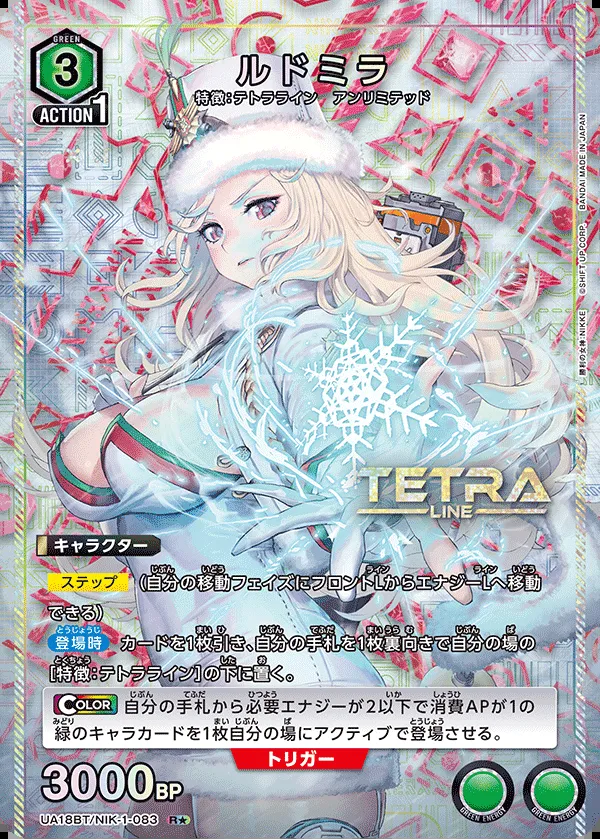 GREEN
3
ACTION 1
ルドミラ
特徴：テトラライン　アンリミテッド
勝利の女神：NIKKE ©SHIFT UP CORP. BANDAI MADE IN JAPAN
TETRA
LINE
キャラクター
ステップ （自分の移動フェイズにフロントLからエナジーLへ移動
できる）
登場時 カードを1枚引き、自分の手札を1枚裏向きで自分の場の
［特徴：テトラライン］の下に置く。
COLOR 自分の手札から必要エナジーが2以下で消費APが1の
緑のキャラカードを1枚自分の場にアクティブで登場させる。
トリガー
3000BP
GREEN ENERGY
GREEN ENERGY
UA18BT/NIK-1-083 R★